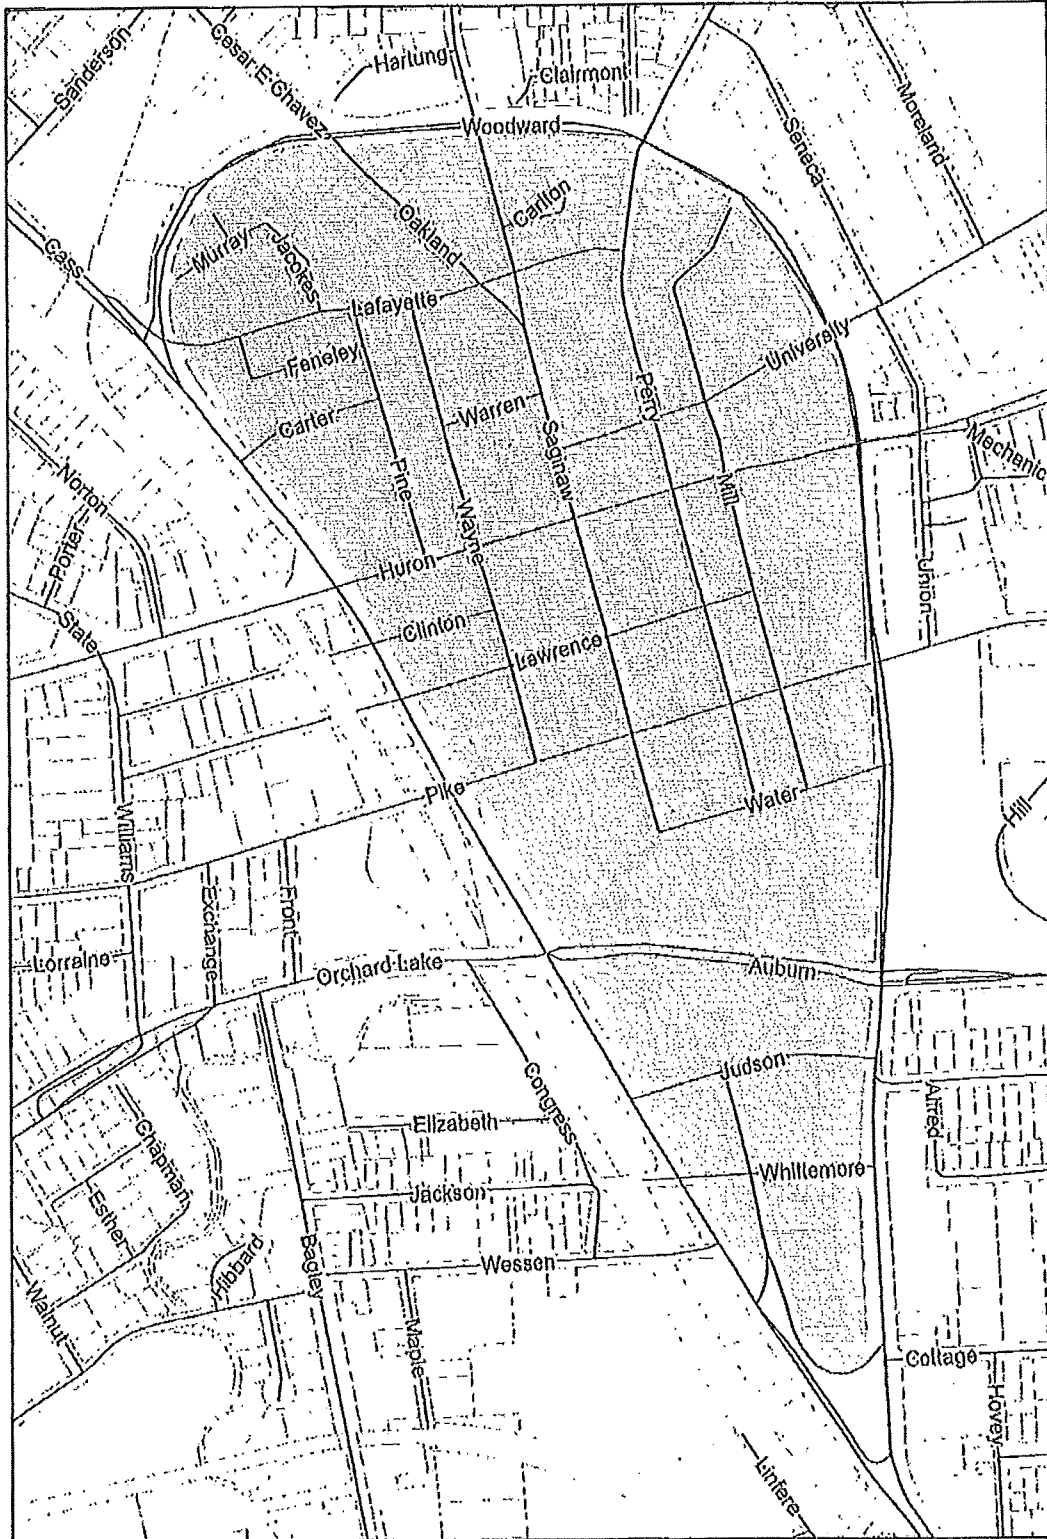 Sanderson
Cesar E Chavez
Harlung
Clairmont
Woodward
Moreland
Seneca
Carlton
Oakland
Cass
Murray
Jacokes
Lafayette
University
Feneley
Perry
Warren
Carter
Saginaw
Mechanic
Pine
Norton
Mill
Wayne
Porter
Huron
Union
State
Clinton
Lawrence
Pike
Water
Hill
Williams
Exchange
Front
Lorraine
Orchard Lake
Auburn
Judson
Congress
Alfred
Elizabeth
Chapman
Whittemore
Jackson
Esther
Hibbard
Bagley
Wessen
Walnut
Maple
Cottage
Hovey
Liniere